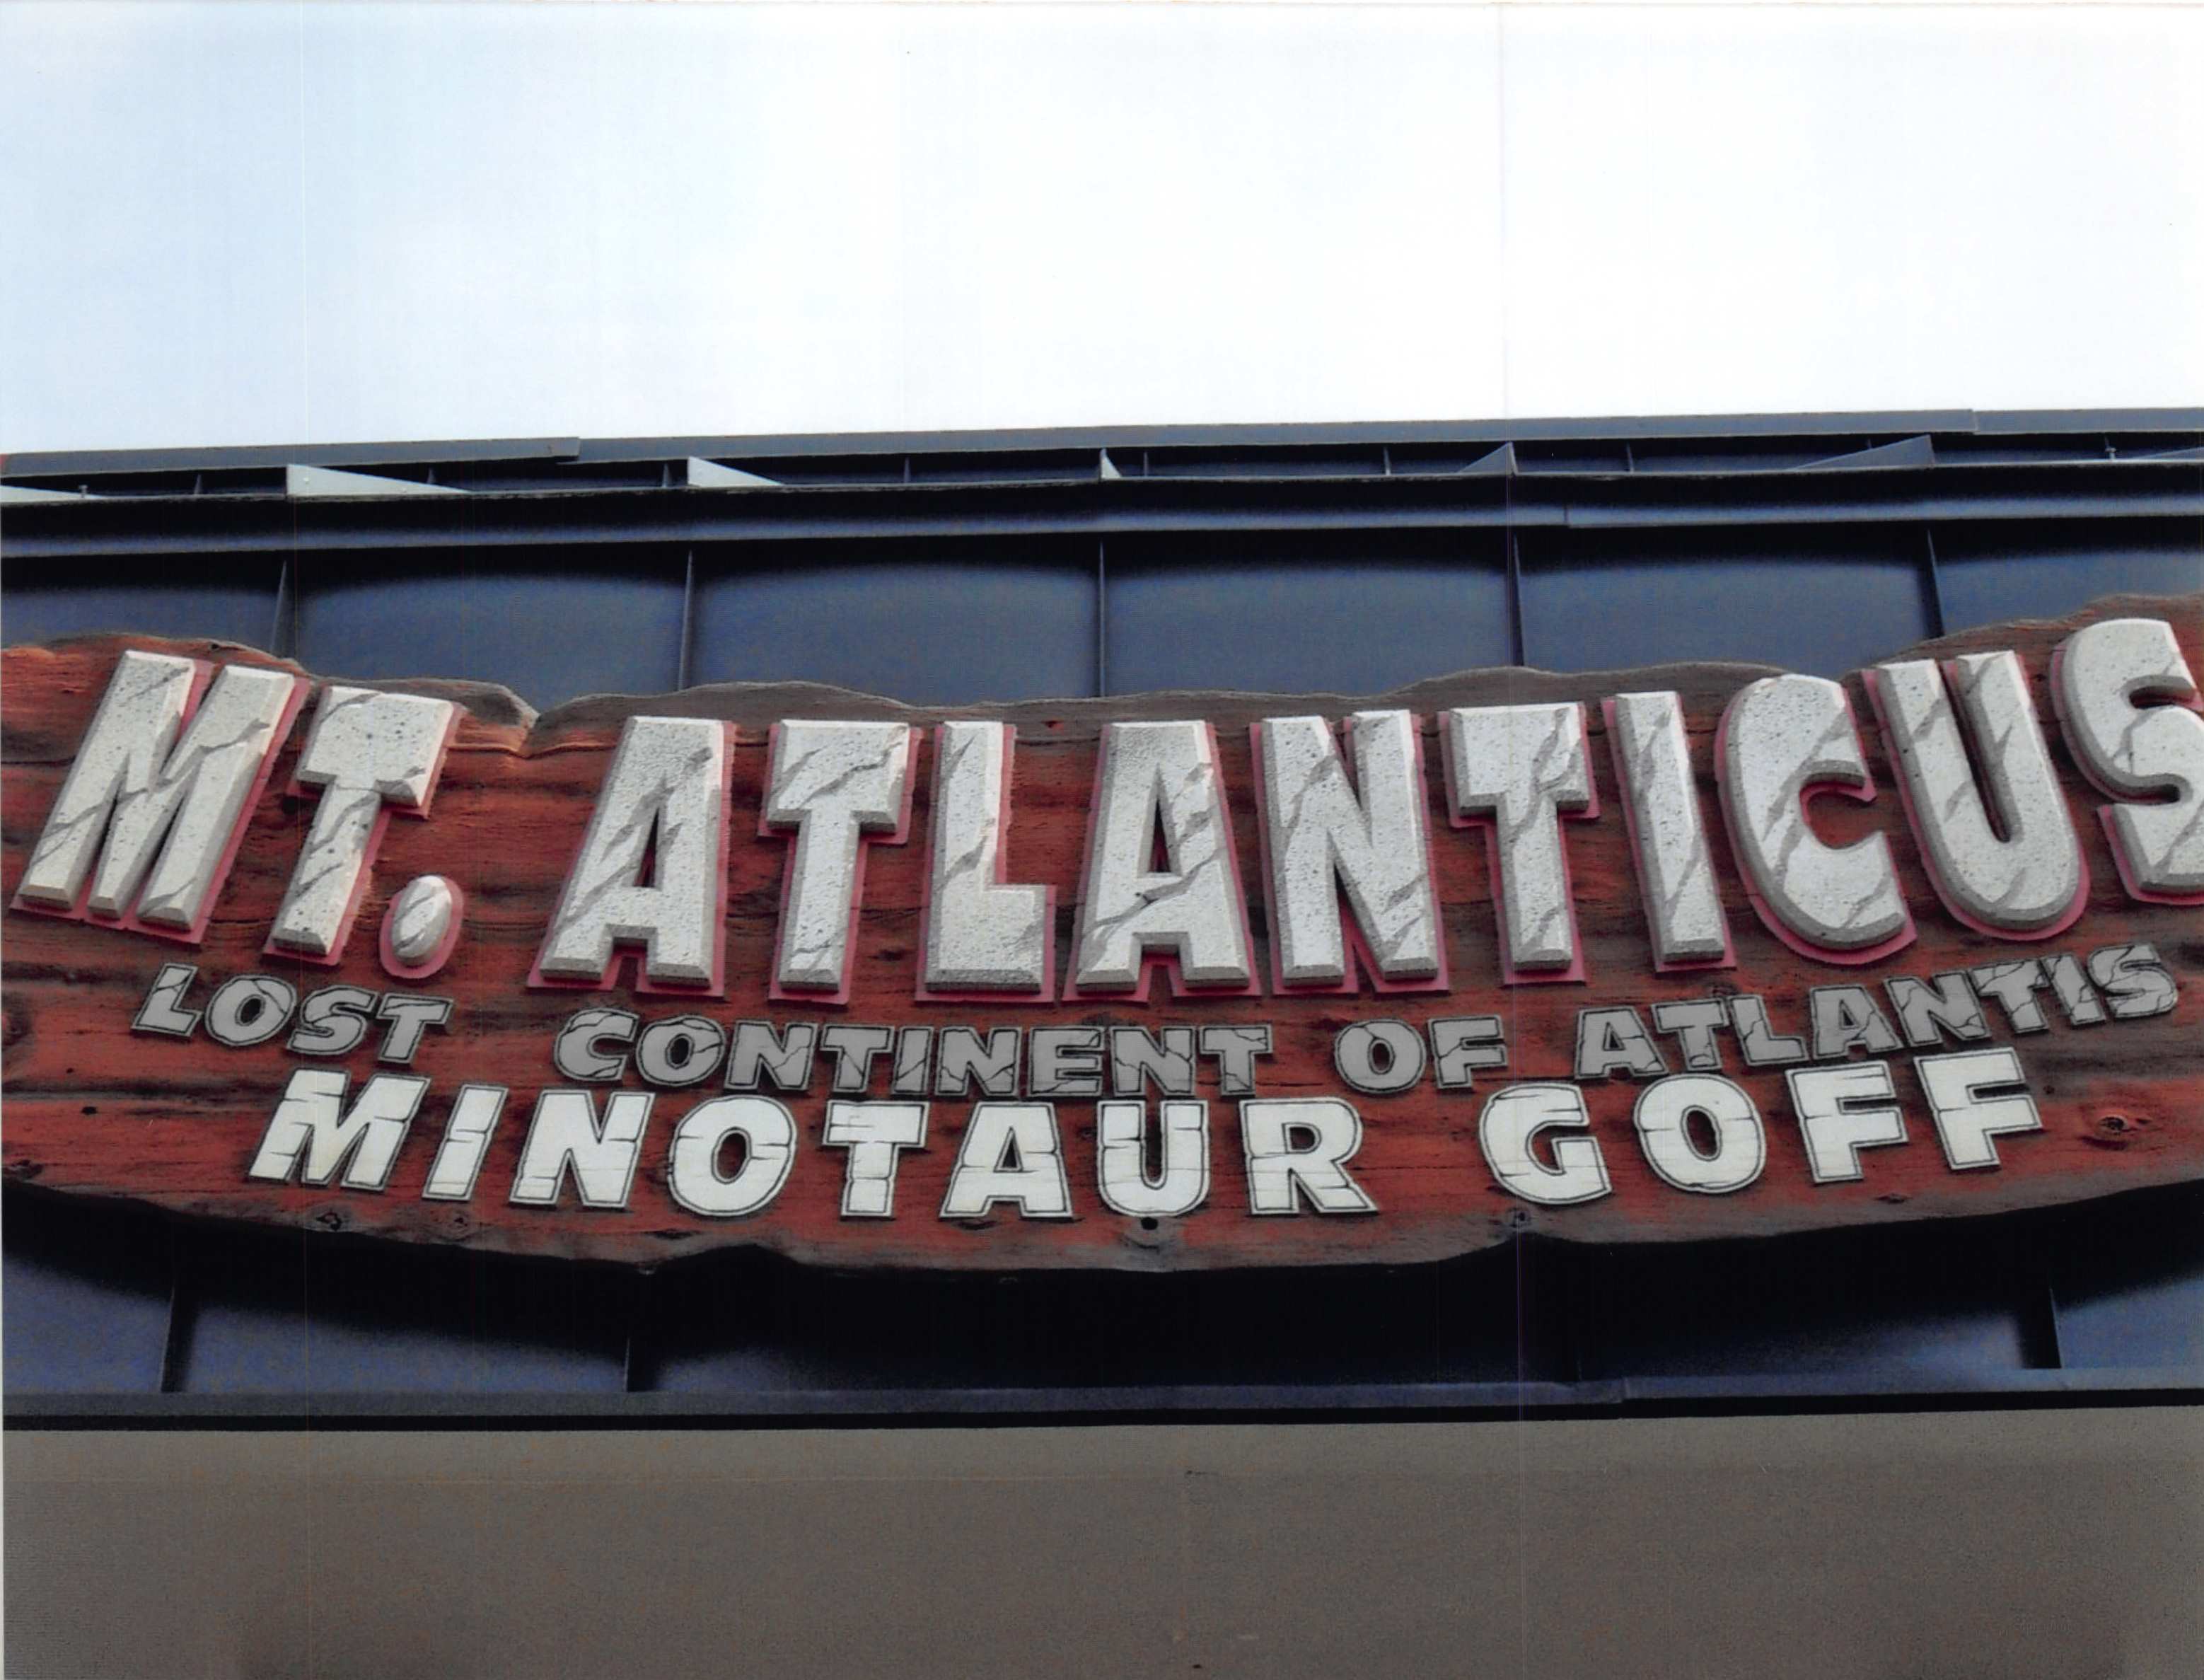 MT. ATLANTICUS
LOST CONTINENT OF ATLANTIS
MINOTAUR GOFF